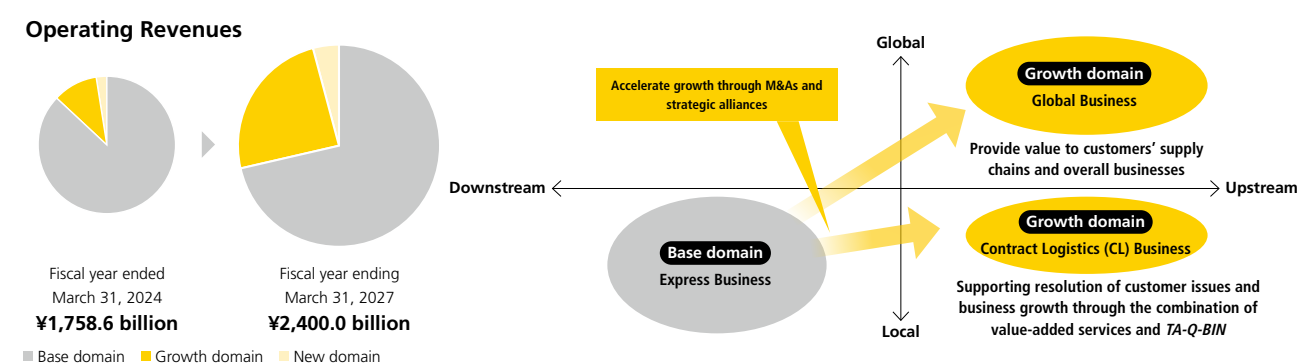 Operating Revenues
Fiscal year ended
March 31, 2024
¥1,758.6 billion
Fiscal year ending
March 31, 2027
¥2,400.0 billion
Base domain
Growth domain
New domain
Accelerate growth through M&As and
strategic alliances
Global
Downstream
Upstream
Local
Base domain
Express Business
Growth domain
Global Business
Provide value to customers’ supply
chains and overall businesses
Growth domain
Contract Logistics (CL) Business
Supporting resolution of customer issues and
business growth through the combination of
value-added services and TA-Q-BIN